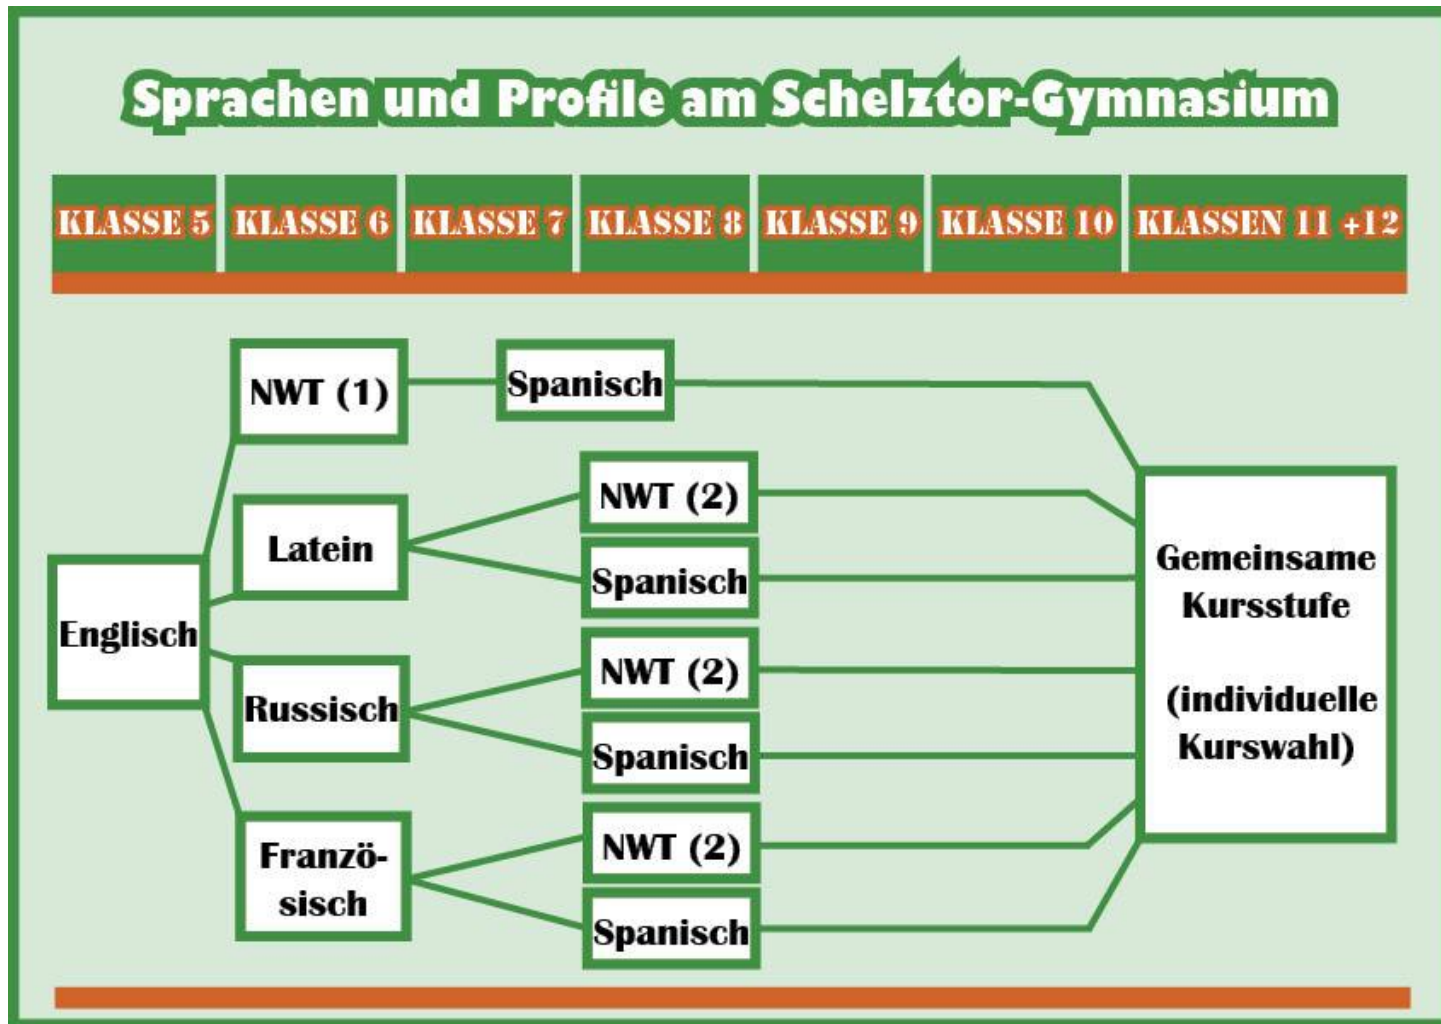 Sprachen und Profile am Schelztor-Gymnasium
KLASSE 5
KLASSE 6
KLASSE 7
KLASSE 8
KLASSE 9
KLASSE 10
KLASSEN 11 +12
NWT (1)
Spanisch
Latein
NWT (2)
Spanisch
Englisch
Russisch
NWT (2)
Spanisch
Franzö-
sisch
NWT (2)
Spanisch
Gemeinsame
Kursstufe
(individuelle
Kurswahl)